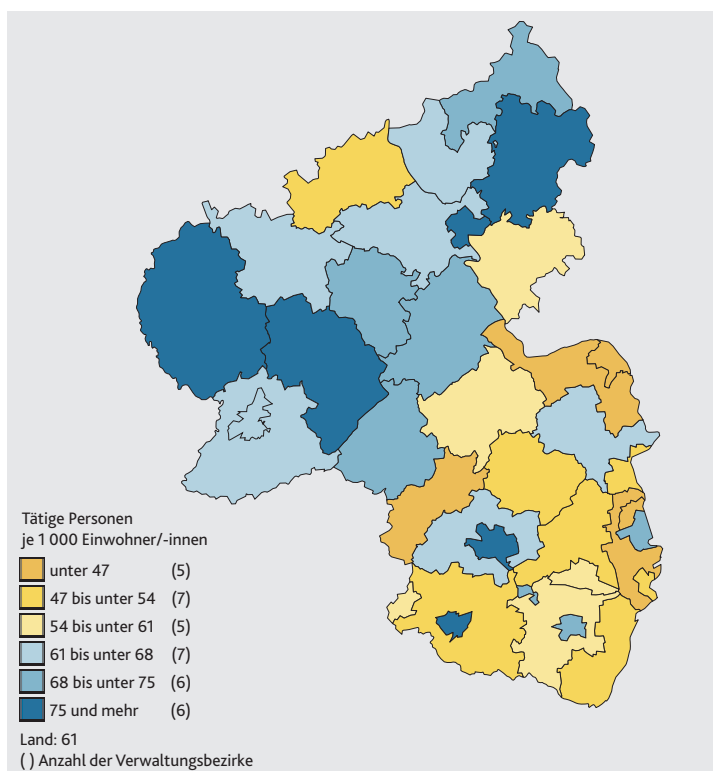 Tätige Personen
je 1 000 Einwohner/-innen
unter 47 (5)
47 bis unter 54 (7)
54 bis unter 61 (5)
61 bis unter 68 (7)
68 bis unter 75 (6)
75 und mehr (6)
Land: 61
( ) Anzahl der Verwaltungsbezirke